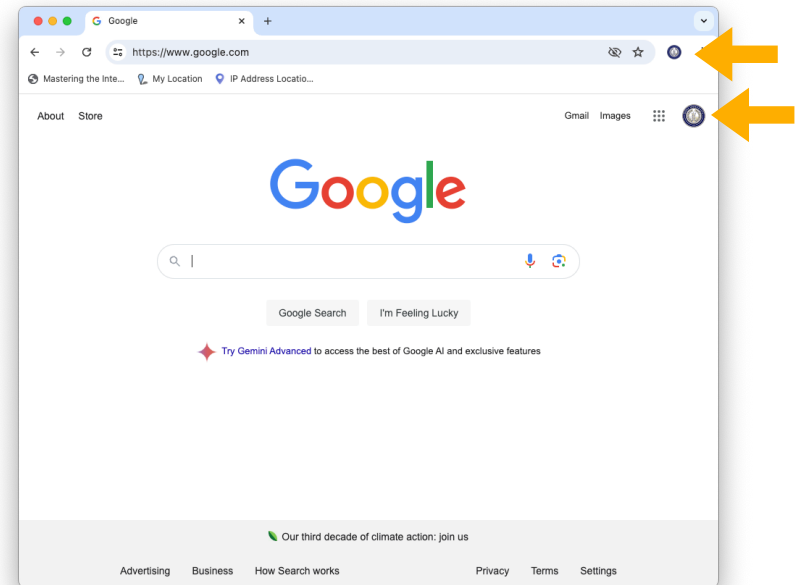 Google
https://www.google.com
Mastering the Inte... My Location IP Address Locatio...
About Store Gmail Images
Google
Google Search I'm Feeling Lucky
Try Gemini Advanced to access the best of Google AI and exclusive features
Our third decade of climate action: join us
Advertising Business How Search works Privacy Terms Settings